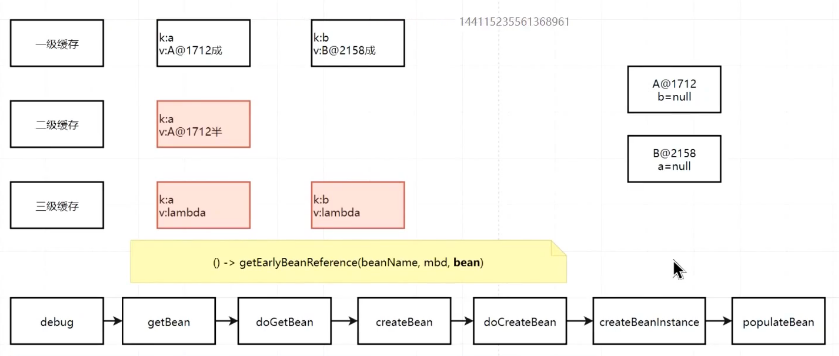 144115235561368961
一级缓存
k:a
v:A@1712成
k:b
v:B@2158成
A@1712
b=null
二级缓存
k:a
v:A@1712半
B@2158
a=null
三级缓存
k:a
v:lambda
k:b
v:lambda
() -> getEarlyBeanReference(beanName, mbd, bean)
debug
getBean
doGetBean
createBean
doCreateBean
createBeanInstance
populateBean